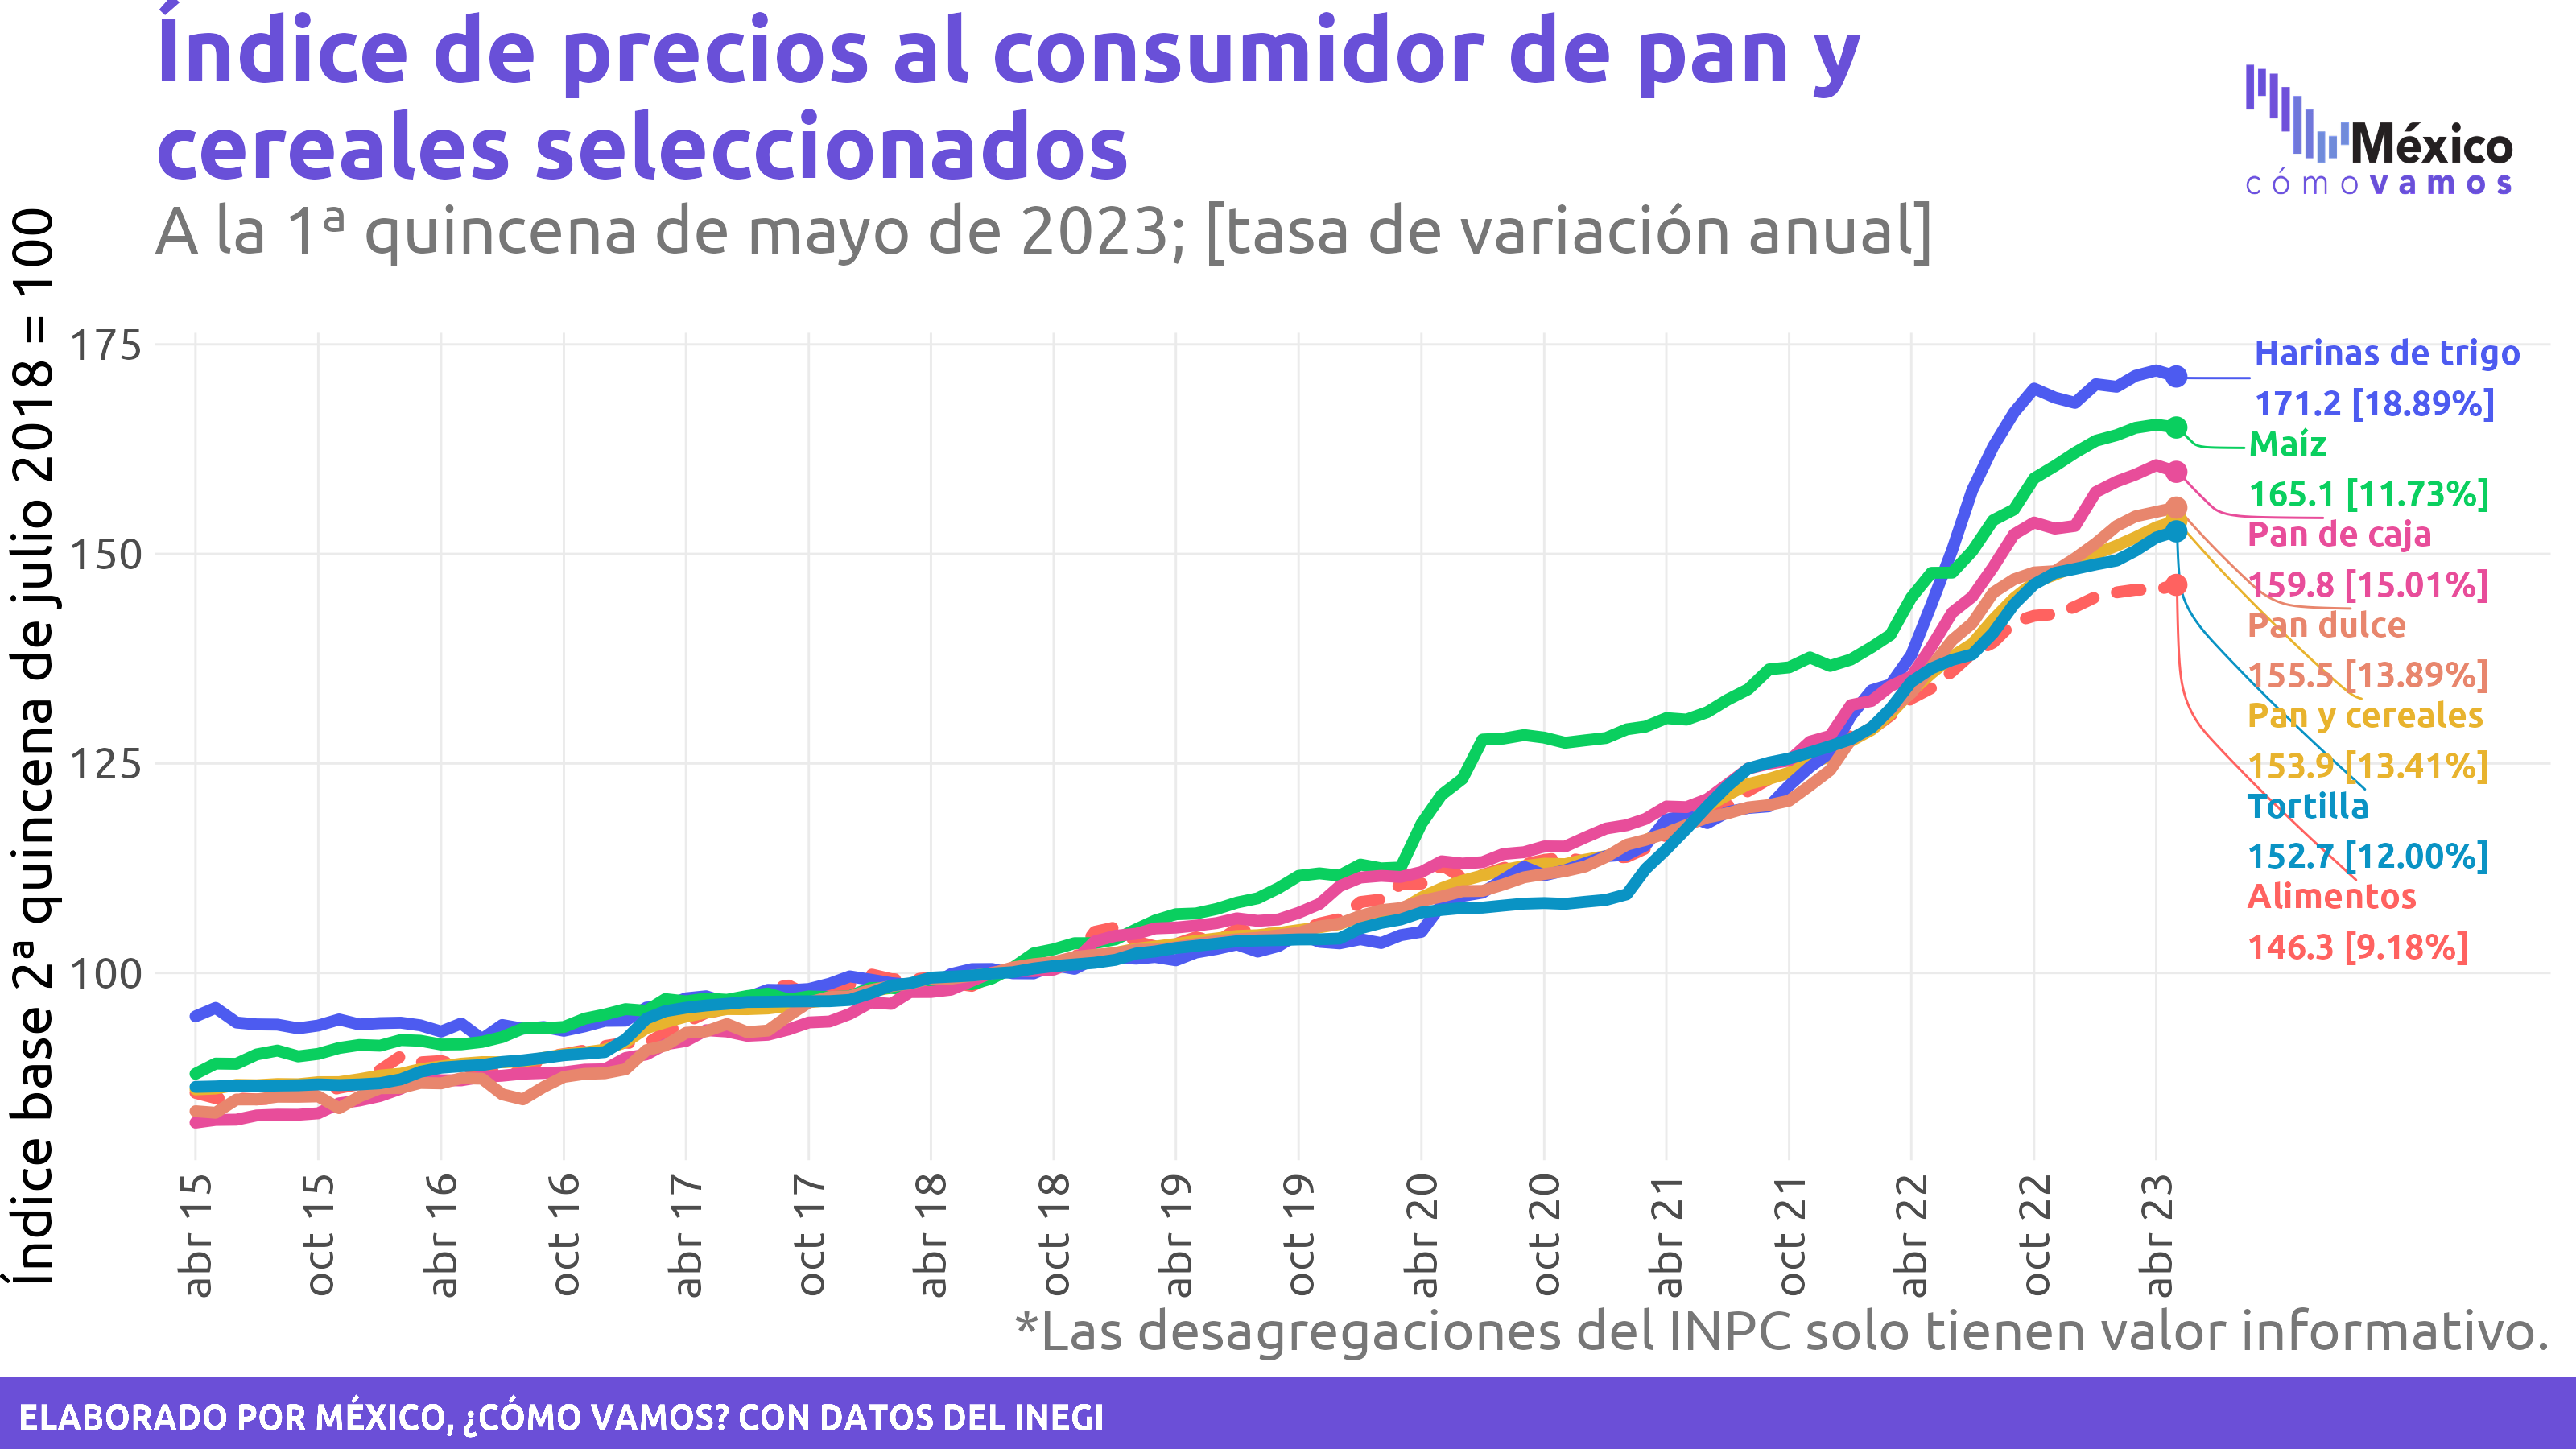 Índice de precios al consumidor de pan y
cereales seleccionados
A la 1ª quincena de mayo de 2023; [tasa de variación anual]
México
cómo vamos
Índice base 2ª quincena de julio 2018 = 100
175
150
125
100
Harinas de trigo
171.2 [18.89%]
Maíz
165.1 [11.73%]
Pan de caja
159.8 [15.01%]
Pan dulce
155.5 [13.89%]
Pan y cereales
153.9 [13.41%]
Tortilla
152.7 [12.00%]
Alimentos
146.3 [9.18%]
abr 15
oct 15
abr 16
oct 16
abr 17
oct 17
abr 18
oct 18
abr 19
oct 19
abr 20
oct 20
abr 21
oct 21
abr 22
oct 22
abr 23
*Las desagregaciones del INPC solo tienen valor informativo.
ELABORADO POR MÉXICO, ¿CÓMO VAMOS? CON DATOS DEL INEGI